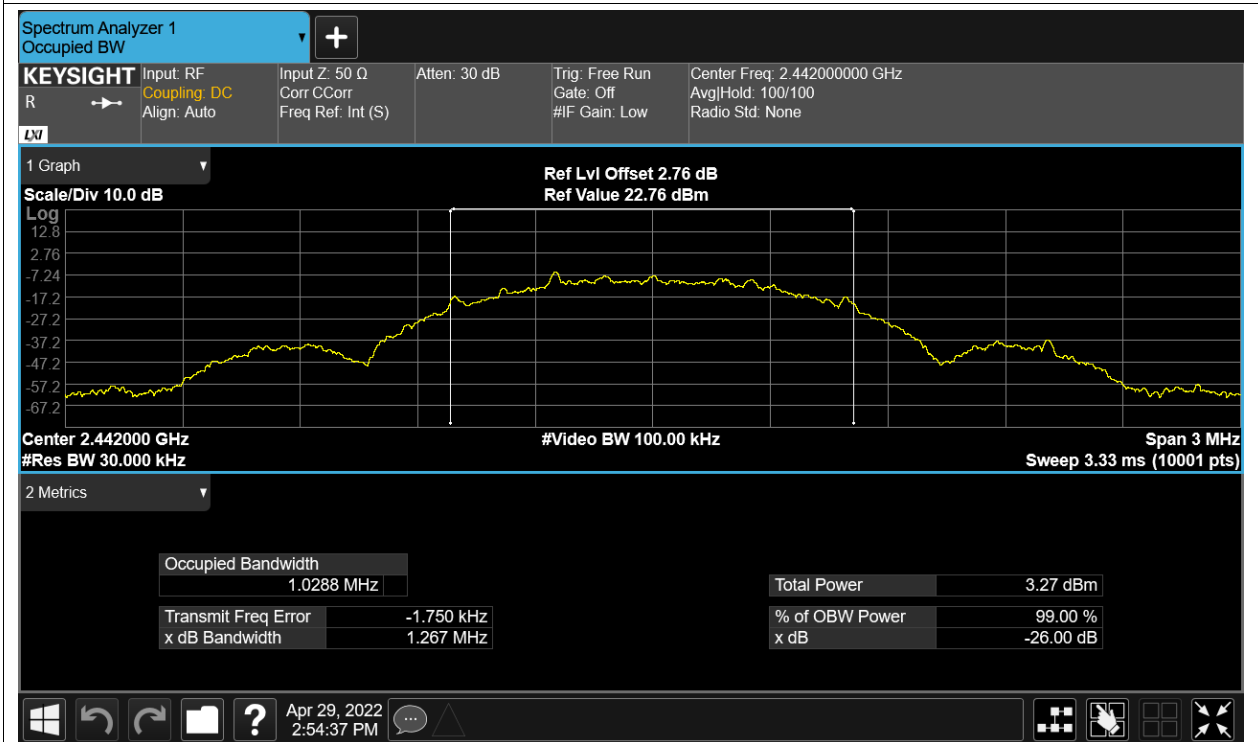 Spectrum Analyzer 1
Occupied BW
KEYSIGHT
R
LXI
Input: RF
Coupling: DC
Align: Auto
Input Z: 50 Ω
Corr CCorr
Freq Ref: Int (S)
Atten: 30 dB
Trig: Free Run
Gate: Off
#IF Gain: Low
Center Freq: 2.442000000 GHz
Avg|Hold: 100/100
Radio Std: None
1 Graph
Scale/Div 10.0 dB
Ref Lvl Offset 2.76 dB
Ref Value 22.76 dBm
Log
12.8
2.76
-7.24
-17.2
-27.2
-37.2
-47.2
-57.2
-67.2
Center 2.442000 GHz
#Video BW 100.00 kHz
Span 3 MHz
#Res BW 30.000 kHz
Sweep 3.33 ms (10001 pts)
2 Metrics
Occupied Bandwidth
1.0288 MHz
Total Power 3.27 dBm
Transmit Freq Error -1.750 kHz
% of OBW Power 99.00 %
x dB Bandwidth 1.267 MHz
x dB -26.00 dB
?
Apr 29, 2022
2:54:37 PM